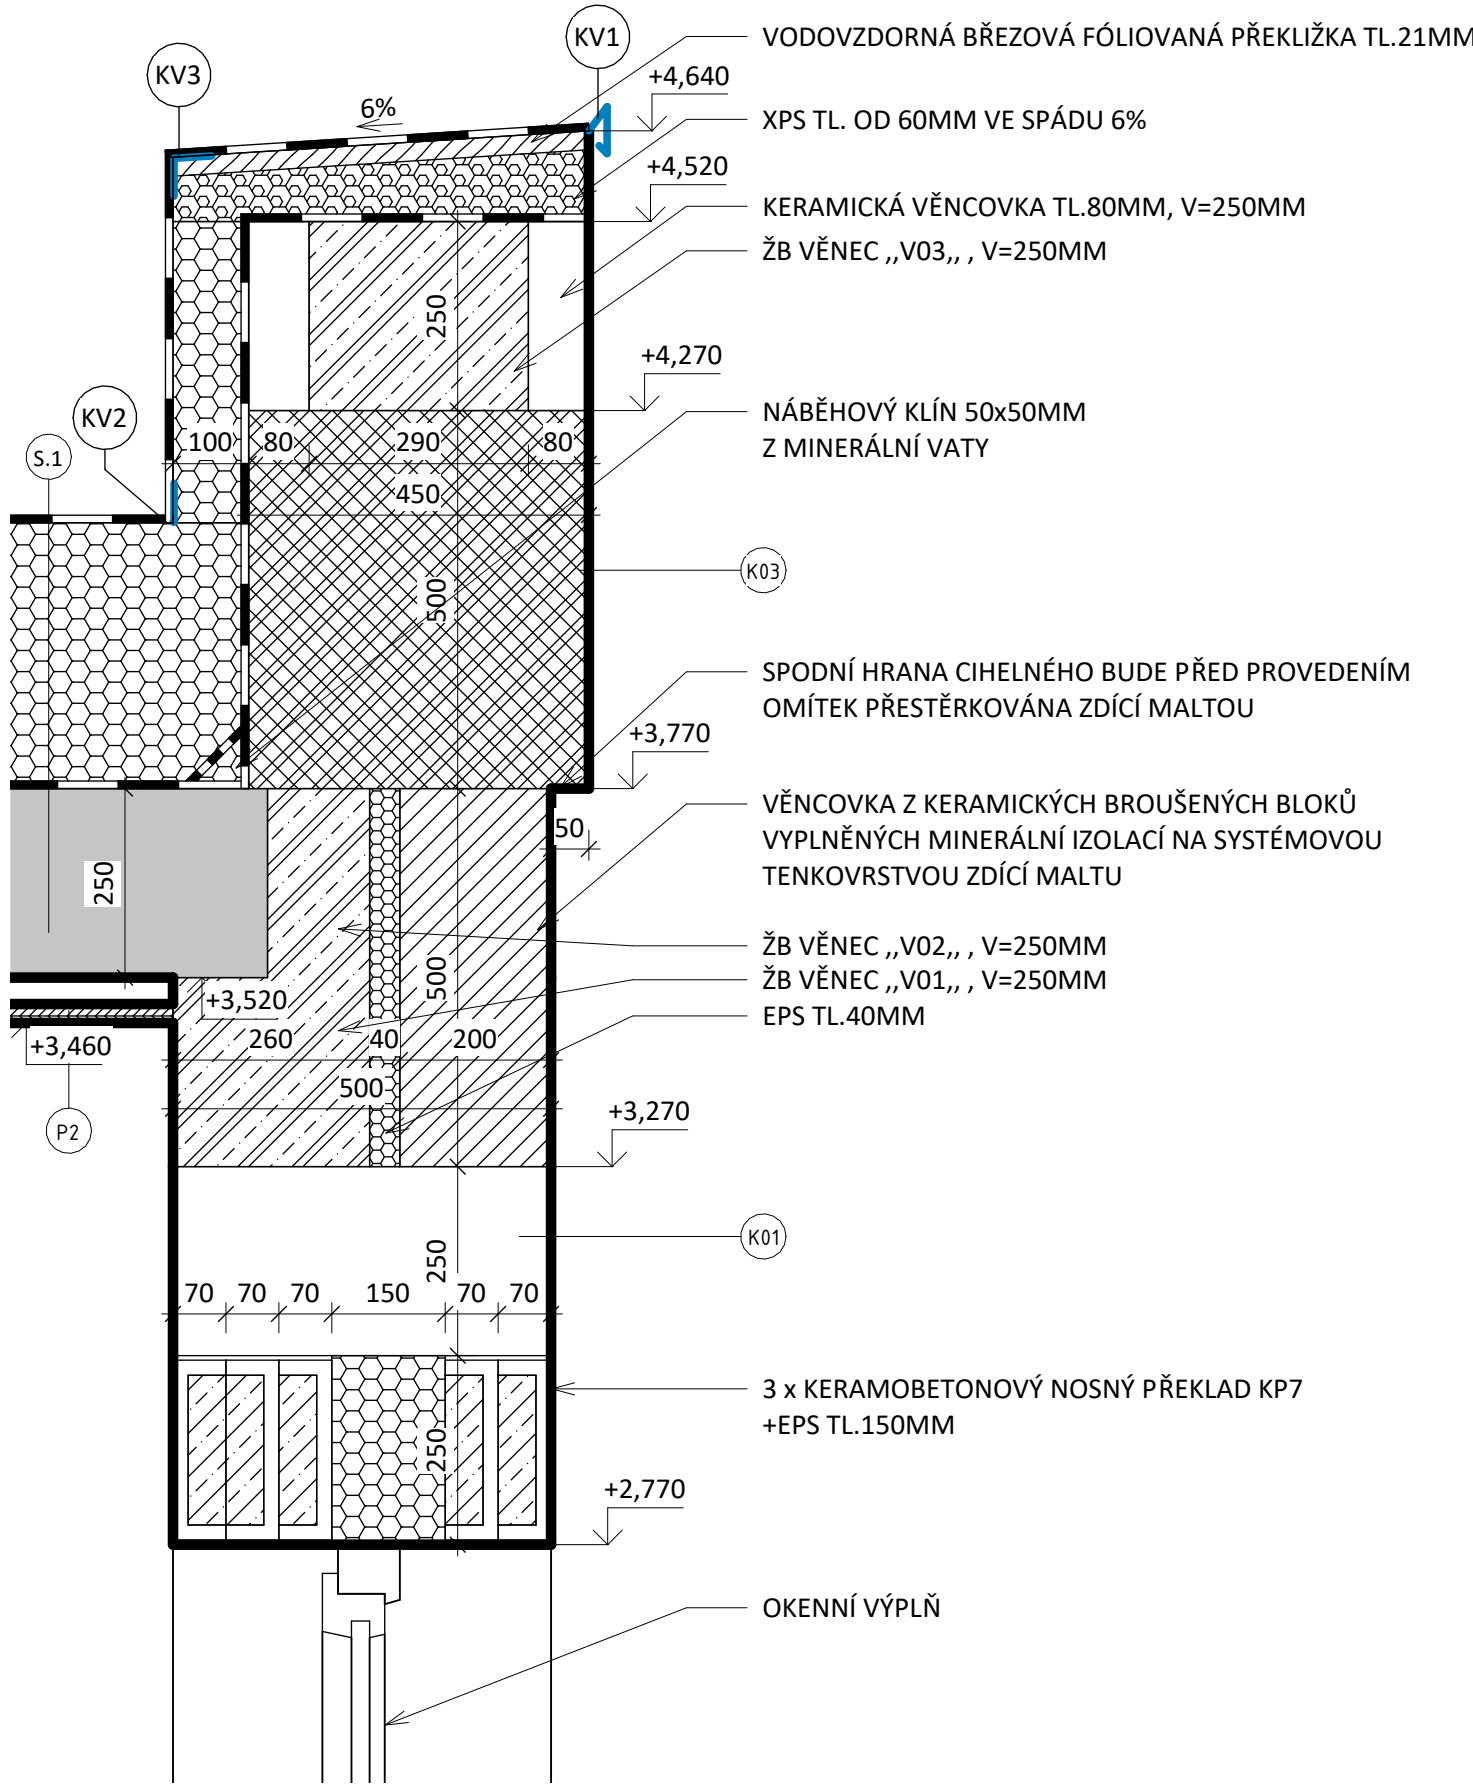 KV1
VODOVZDORNÁ BŘEZOVÁ FÓLIOVANÁ PŘEKLIŽKA TL.21MM
KV3
+4,640
6%
XPS TL. OD 60MM VE SPÁDU 6%
+4,520
KERAMICKÁ VĚNCOVKA TL.80MM, V=250MM
ŽB VĚNEC ,,V03,, , V=250MM
250
+4,270
KV2
NÁBĚHOVÝ KLÍN 50x50MM
Z MINERÁLNÍ VATY
100 80 290 80
S.1
450
K03
500
SPODNÍ HRANA CIHELNÉHO BUDE PŘED PROVEDENÍM
OMÍTEK PŘESTĚRKOVÁNA ZDÍCÍ MALTOU
+3,770
VĚNCOVKA Z KERAMICKÝCH BROUŠENÝCH BLOKŮ
VYPLNĚNÝCH MINERÁLNÍ IZOLACÍ NA SYSTÉMOVOU
TENKOVRSTVOU ZDÍCÍ MALTU
50
250
ŽB VĚNEC ,,V02,, , V=250MM
ŽB VĚNEC ,,V01,, , V=250MM
EPS TL.40MM
500
+3,520
+3,460
260 40 200
500
+3,270
P2
K01
250
70 70 70 150 70 70
3 x KERAMOBETONOVÝ NOSNÝ PŘEKLAD KP7
+EPS TL.150MM
250
+2,770
OKENNÍ VÝPLŇ